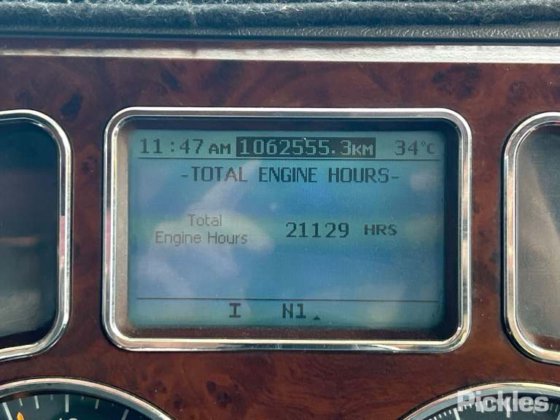 11:47 AM 1062555.3KM 34°C
-TOTAL ENGINE HOURS-
Total
Engine Hours 21129 HRS
I N1
Pickles